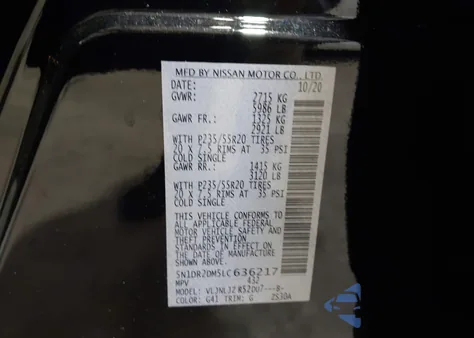 MFD BY NISSAN MOTOR CO., LTD.
DATE: 10/20
GVWR: 2715 KG
5986 LB
GAWR FR.: 1325 KG
2921 LB
WITH P235/55R20 TIRES
20 X 7.5 RIMS AT 35 PSI
COLD SINGLE
GAWR RR.: 1415 KG
3120 LB
WITH P235/55R20 TIRES
20 X 7.5 RIMS AT 35 PSI
COLD SINGLE
THIS VEHICLE CONFORMS TO
ALL APPLICABLE FEDERAL
MOTOR VEHICLE SAFETY
STANDARDS IN EFFECT ON
THE DATE OF MANUFACTURE
SHOWN ABOVE.
5N1DR2DM5LC636217
MPV 452
MODEL:
COLOR: G41 TRIM: G 2530A